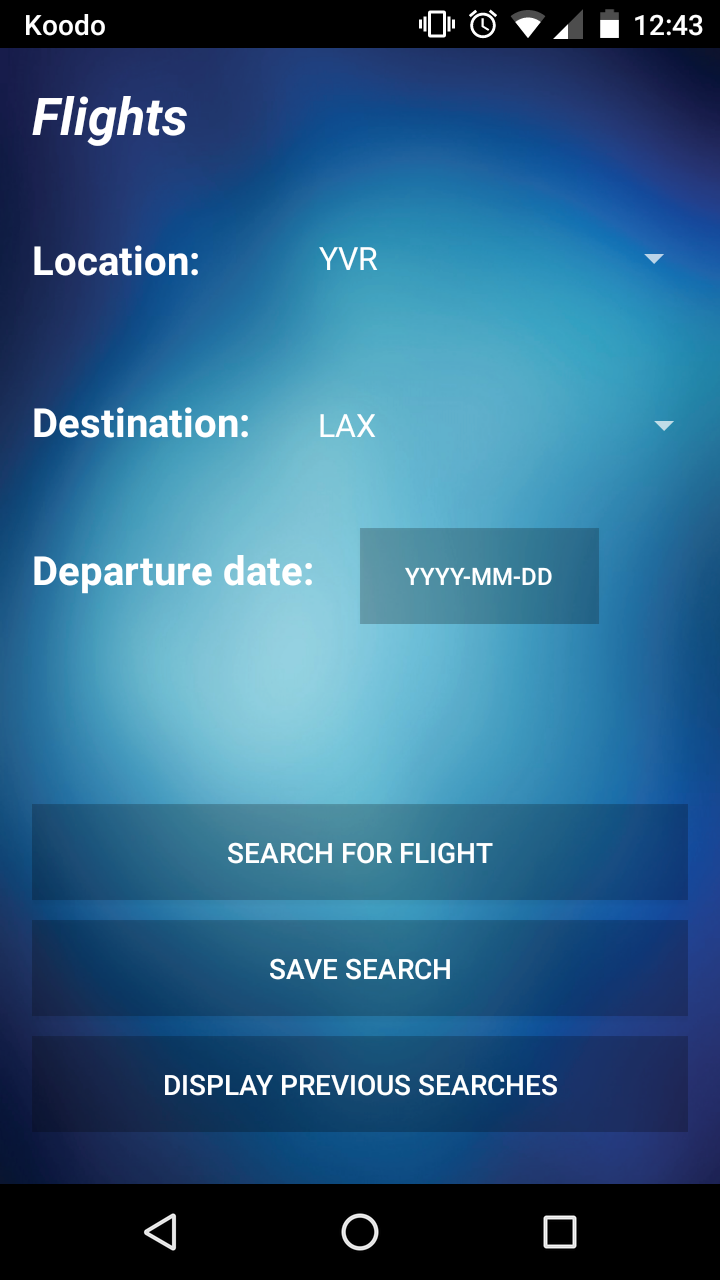 Koodo 12:43
Flights
Location: YVR
Destination: LAX
Departure date: YYYY-MM-DD
SEARCH FOR FLIGHT
SAVE SEARCH
DISPLAY PREVIOUS SEARCHES